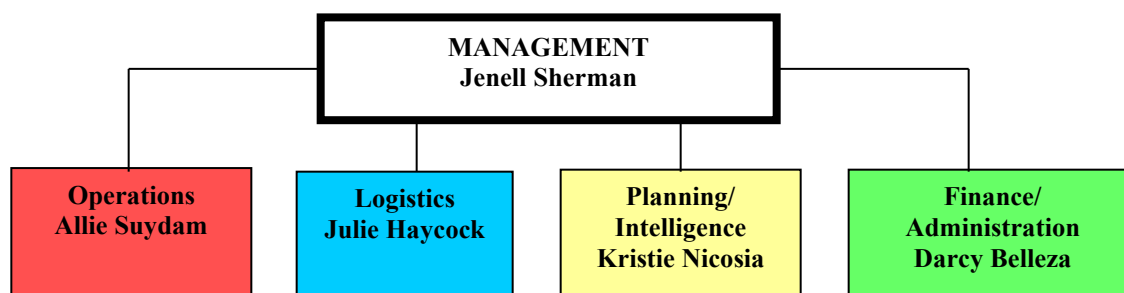 MANAGEMENT
Jenell Sherman
Operations
Allie Suydam
Logistics
Julie Haycock
Planning/
Intelligence
Kristie Nicosia
Finance/
Administration
Darcy Belleza